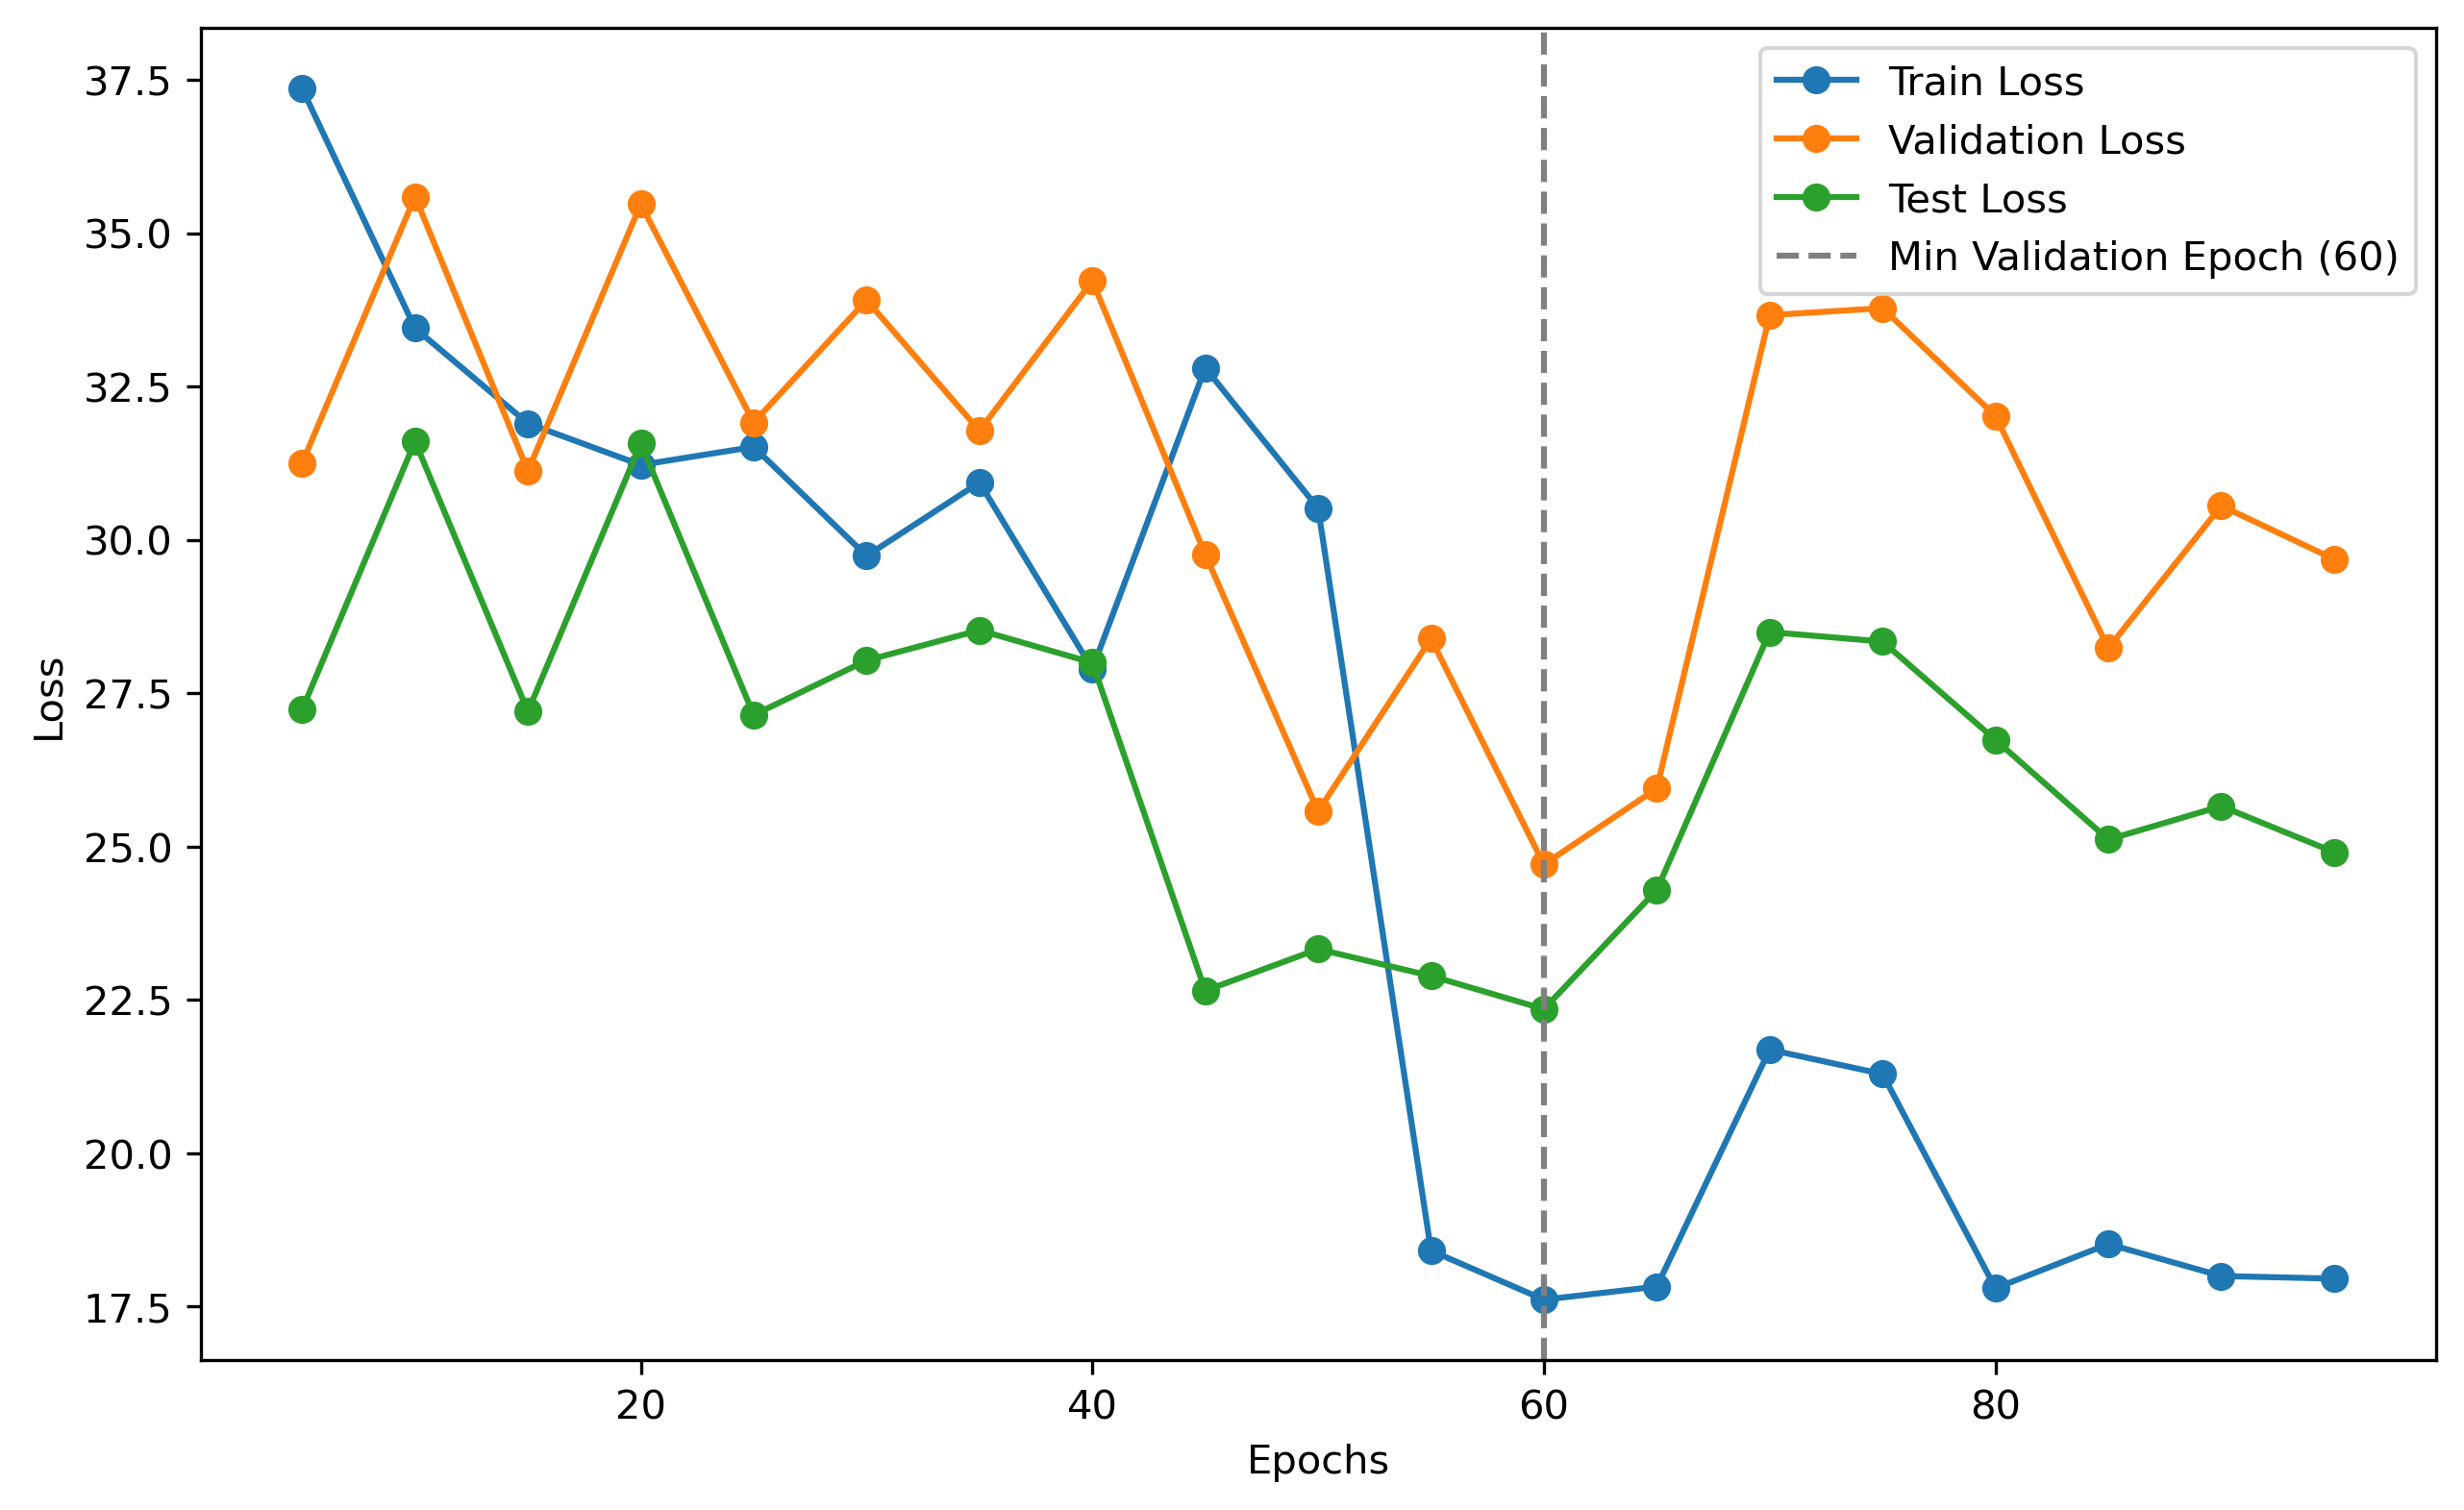 37.5
35.0
32.5
30.0
27.5
25.0
22.5
20.0
17.5
Loss
20 40 60 80
Epochs
Train Loss
Validation Loss
Test Loss
Min Validation Epoch (60)